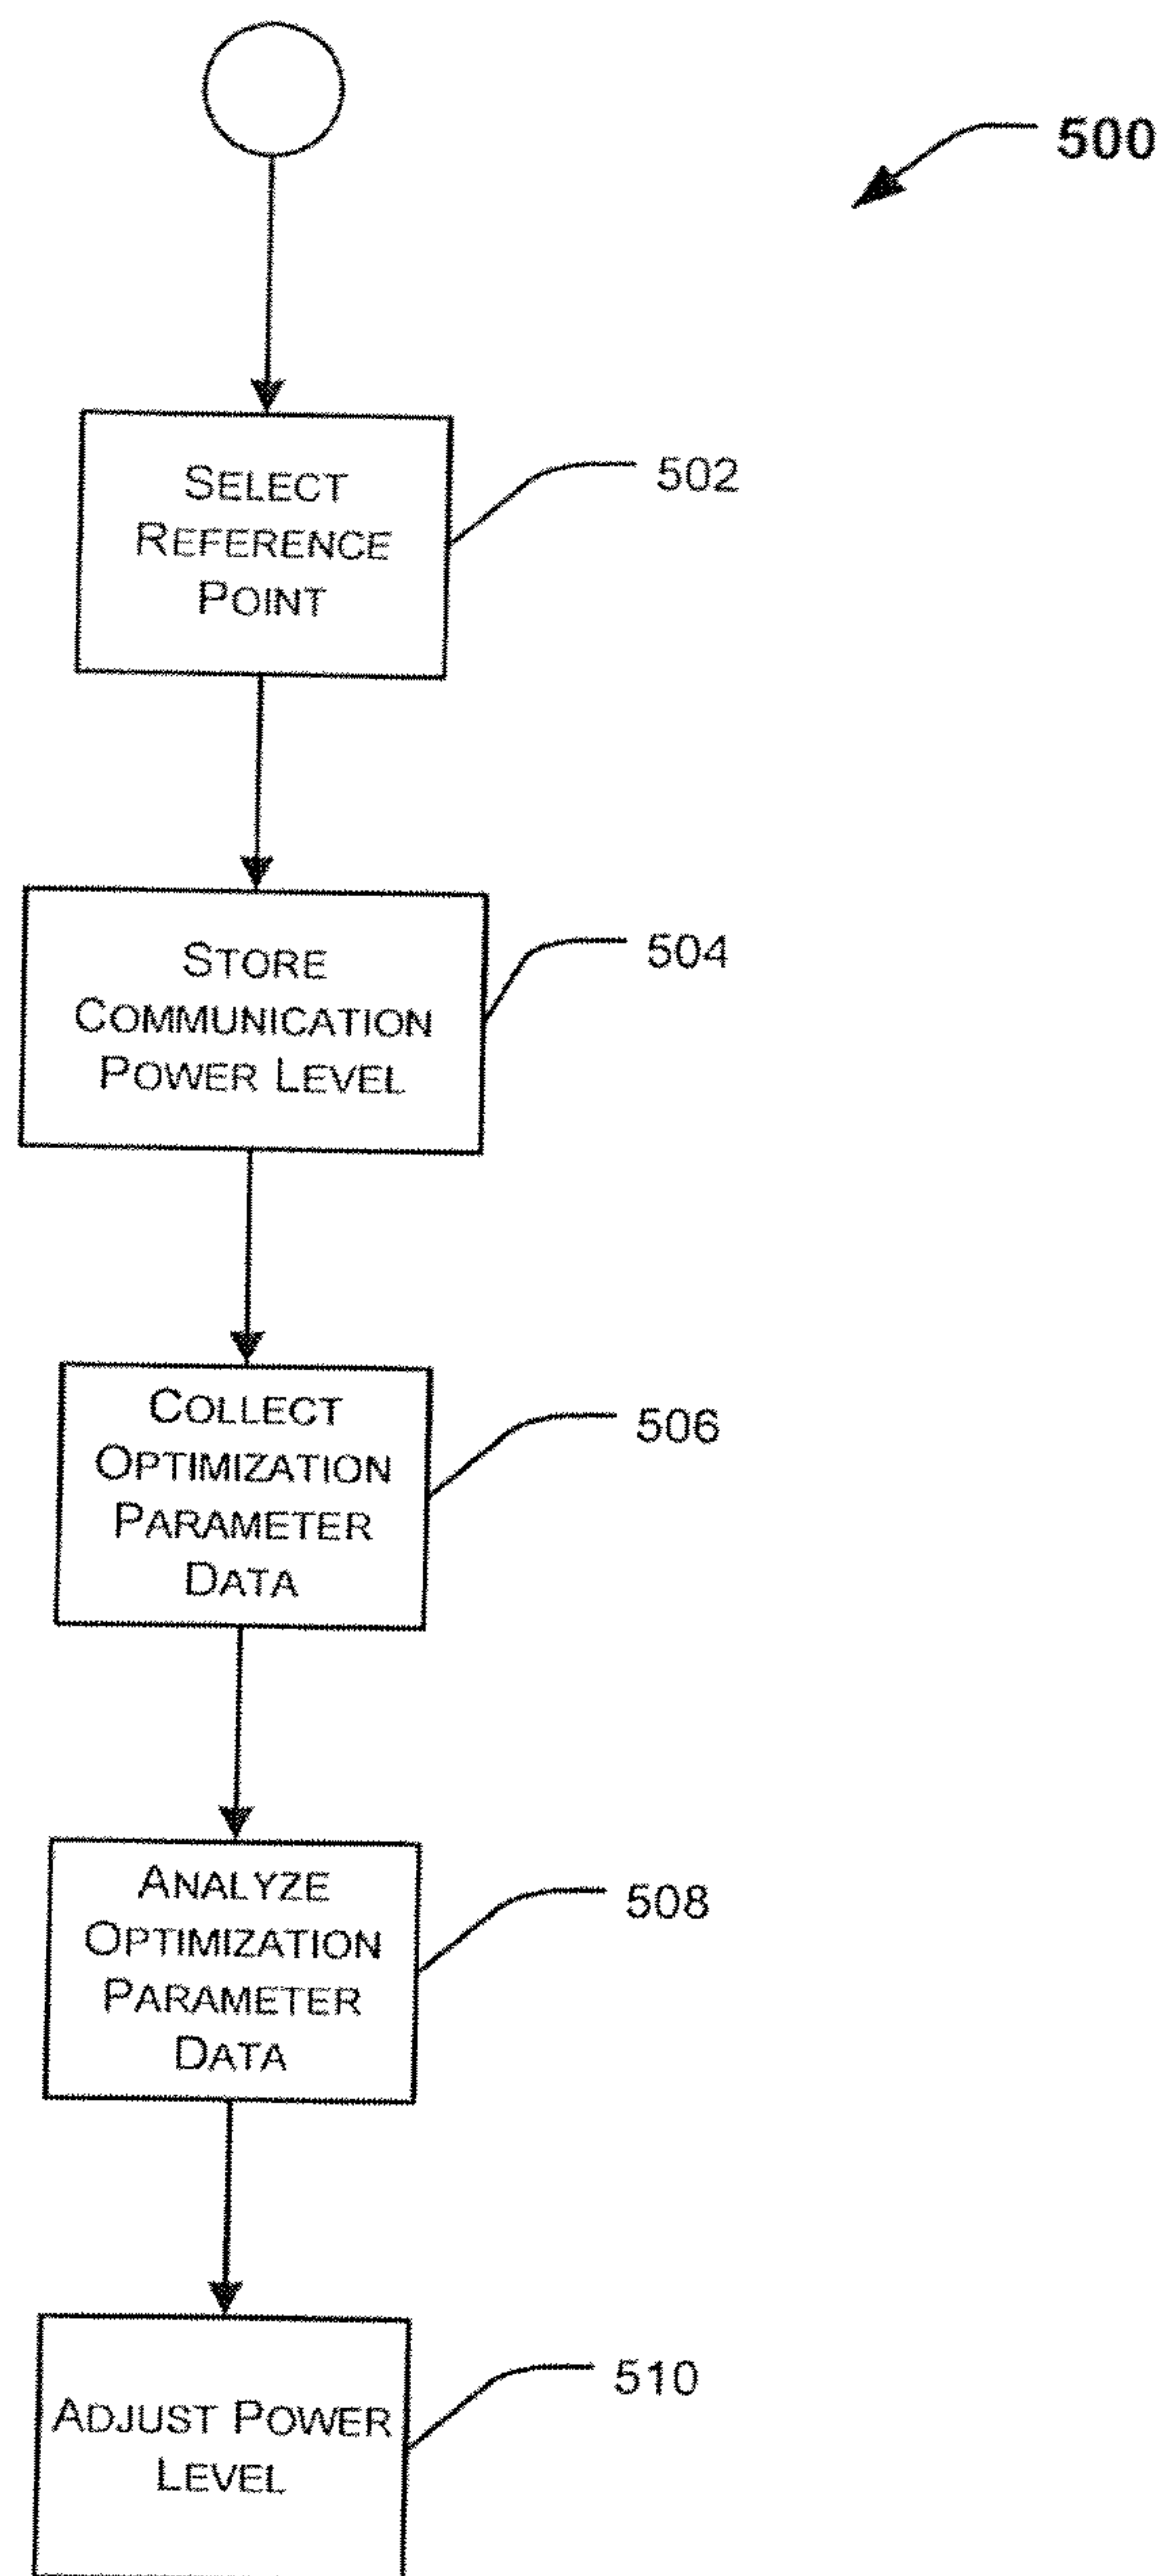 500
SELECT
REFERENCE
POINT
502
STORE
COMMUNICATION
POWER LEVEL
504
COLLECT
OPTIMIZATION
PARAMETER
DATA
506
ANALYZE
OPTIMIZATION
PARAMETER
DATA
508
ADJUST POWER
LEVEL
510